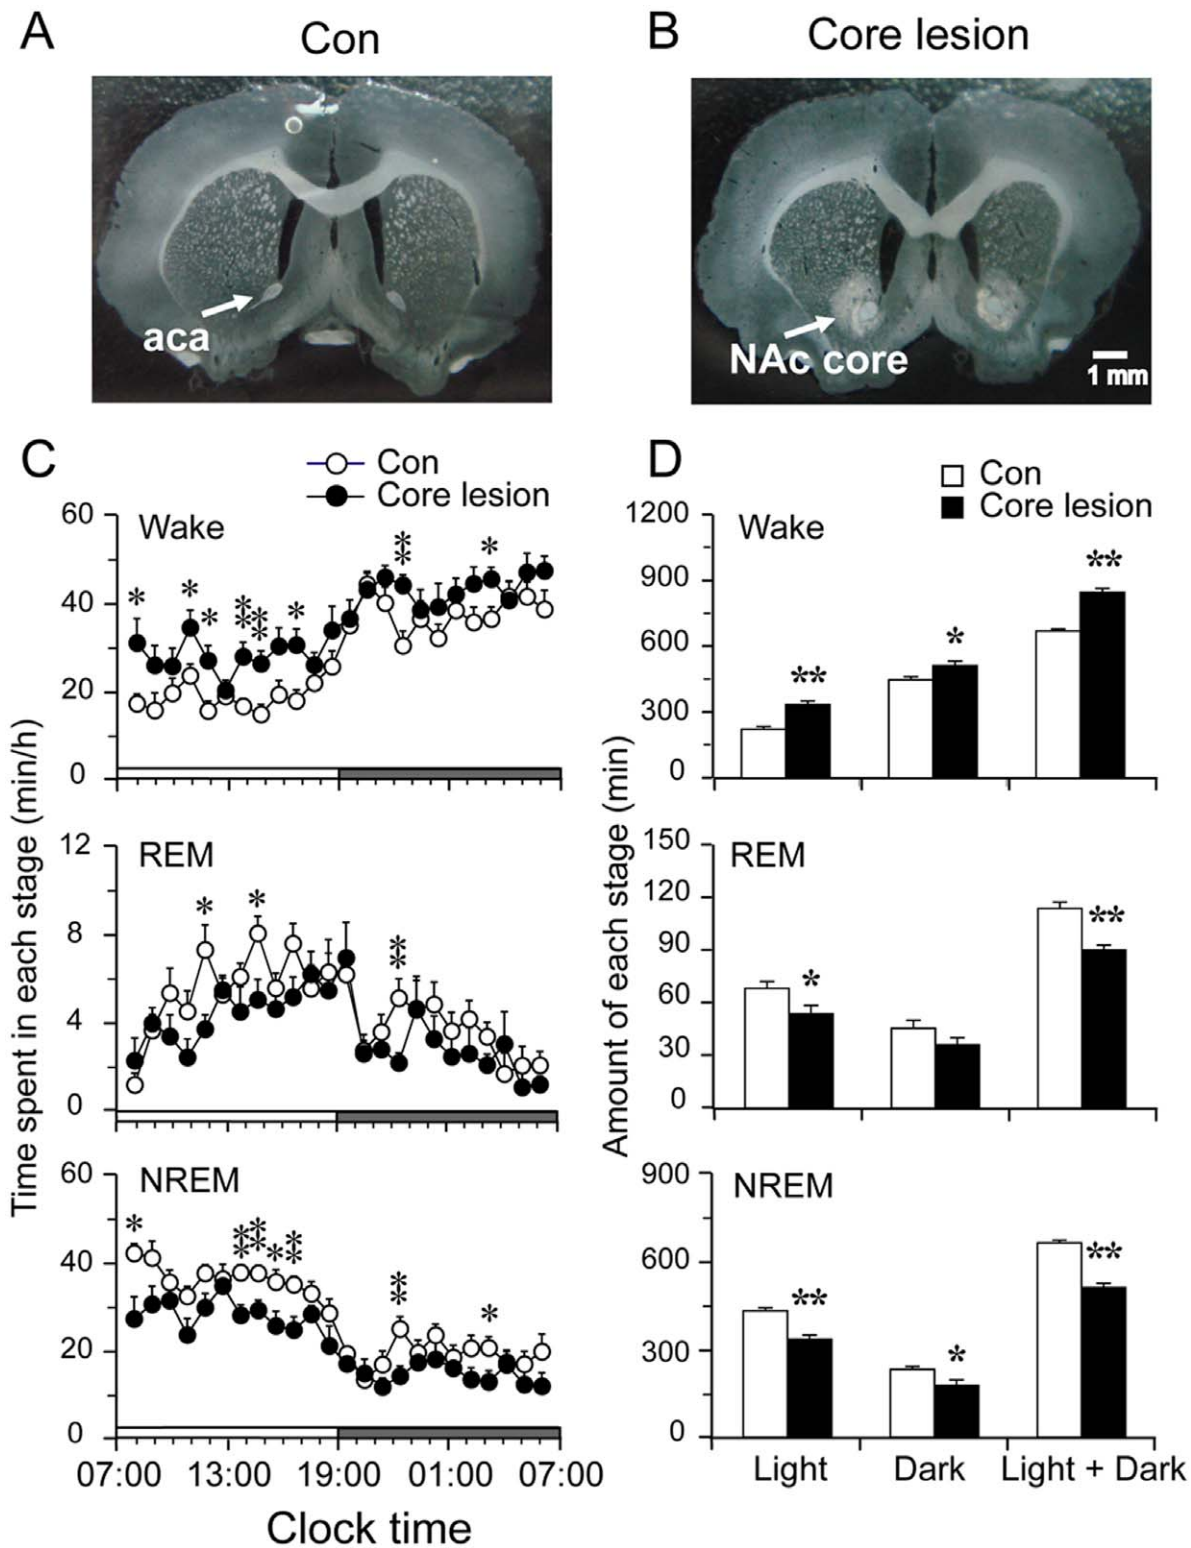 A
Con
B
Core lesion
aca
NAc core
1 mm
C
Con
Core lesion
D
Con
Core lesion
Time spent in each stage (min/h)
60
40
20
0
Wake
* * * ** ** * ** *
12
8
4
0
REM
* * **
60
40
20
0
NREM
* ** ** * ** ** *
07:00 13:00 19:00 01:00 07:00
Clock time
Amount of each stage (min)
1200
900
600
300
0
Wake
** * **
150
120
90
60
30
0
REM
* **
900
600
300
0
NREM
** * **
Light Dark Light + Dark